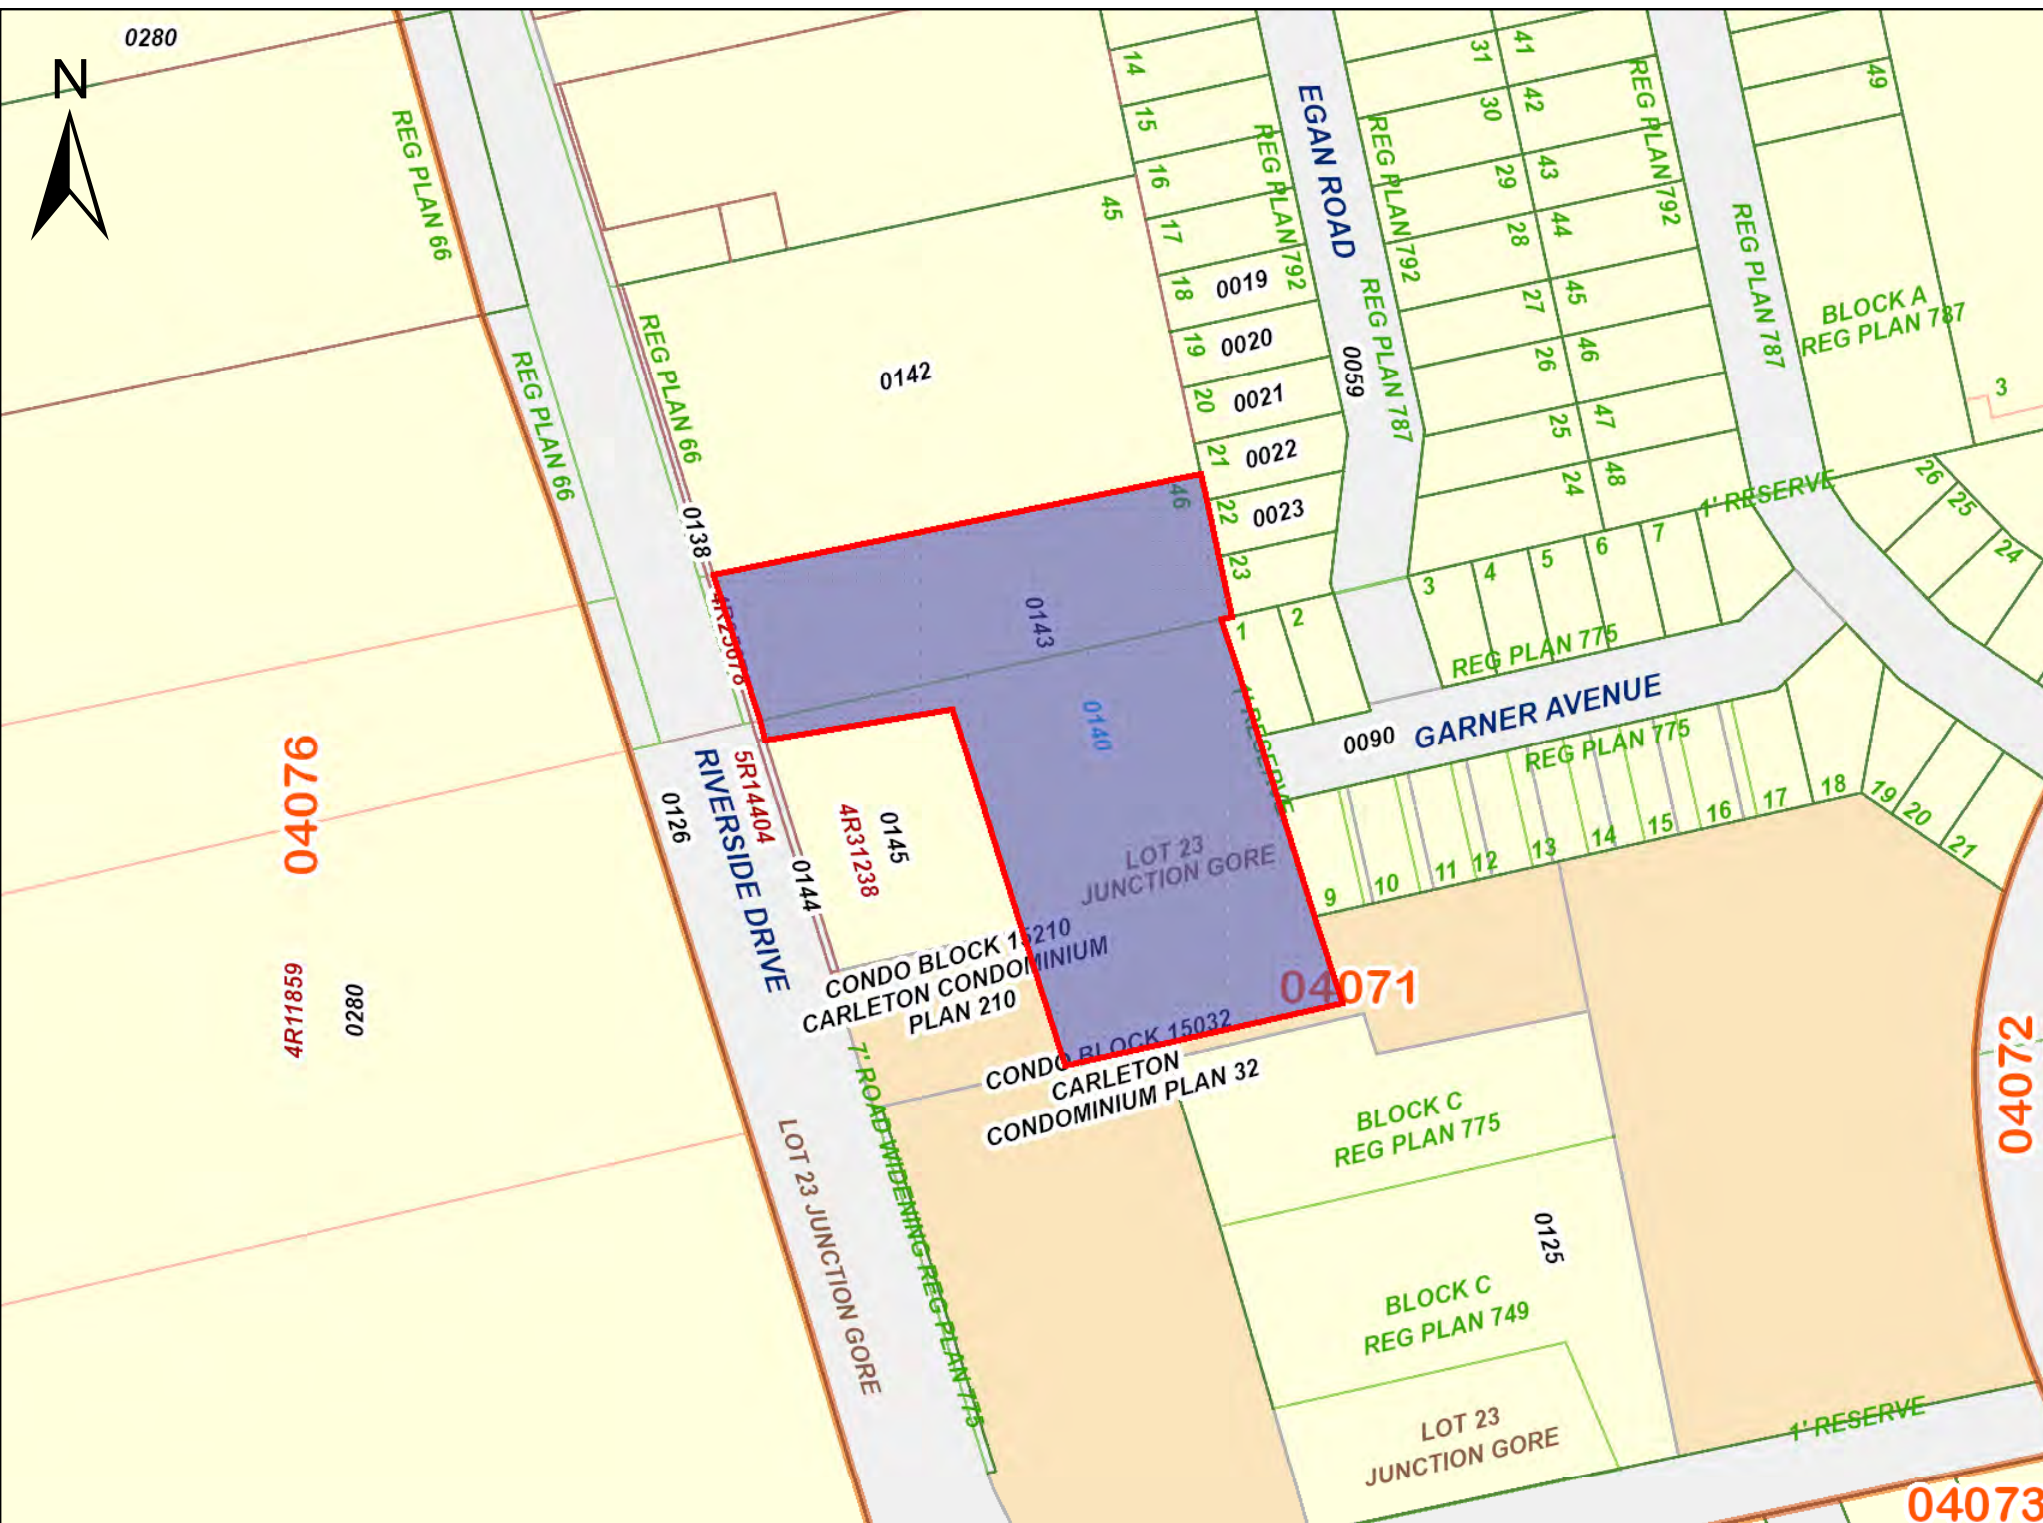 0280
N
REG PLAN 66
REG PLAN 66
REG PLAN 66
14
15
16
17
18
19
20
21
22
23
45
46
0019
0020
0021
0022
0023
REG PLAN 792
EGAN ROAD
REG PLAN 792
REG PLAN 787
0059
31
30
29
28
27
26
25
24
41
42
43
44
45
46
47
48
REG PLAN 792
REG PLAN 787
49
BLOCK A
REG PLAN 787
3
1' RESERVE
26
25
24
0142
0138
4R25678
0143
0140
1
2
3
4
5
6
7
REG PLAN 775
1' RESERVE
0090
GARNER AVENUE
REG PLAN 775
9
10
11
12
13
14
15
16
17
18
19
20
21
04076
0126
RIVERSIDE DRIVE
5R14404
0144
4R31238
0145
LOT 23
JUNCTION GORE
CONDO BLOCK 15210
CARLETON CONDOMINIUM
PLAN 210
04071
4R11859
0280
CONDO BLOCK 15032
CARLETON
CONDOMINIUM PLAN 32
04072
7' ROAD WIDENING REG PLAN 775
LOT 23 JUNCTION GORE
BLOCK C
REG PLAN 775
0125
BLOCK C
REG PLAN 749
LOT 23
JUNCTION GORE
1' RESERVE
04073